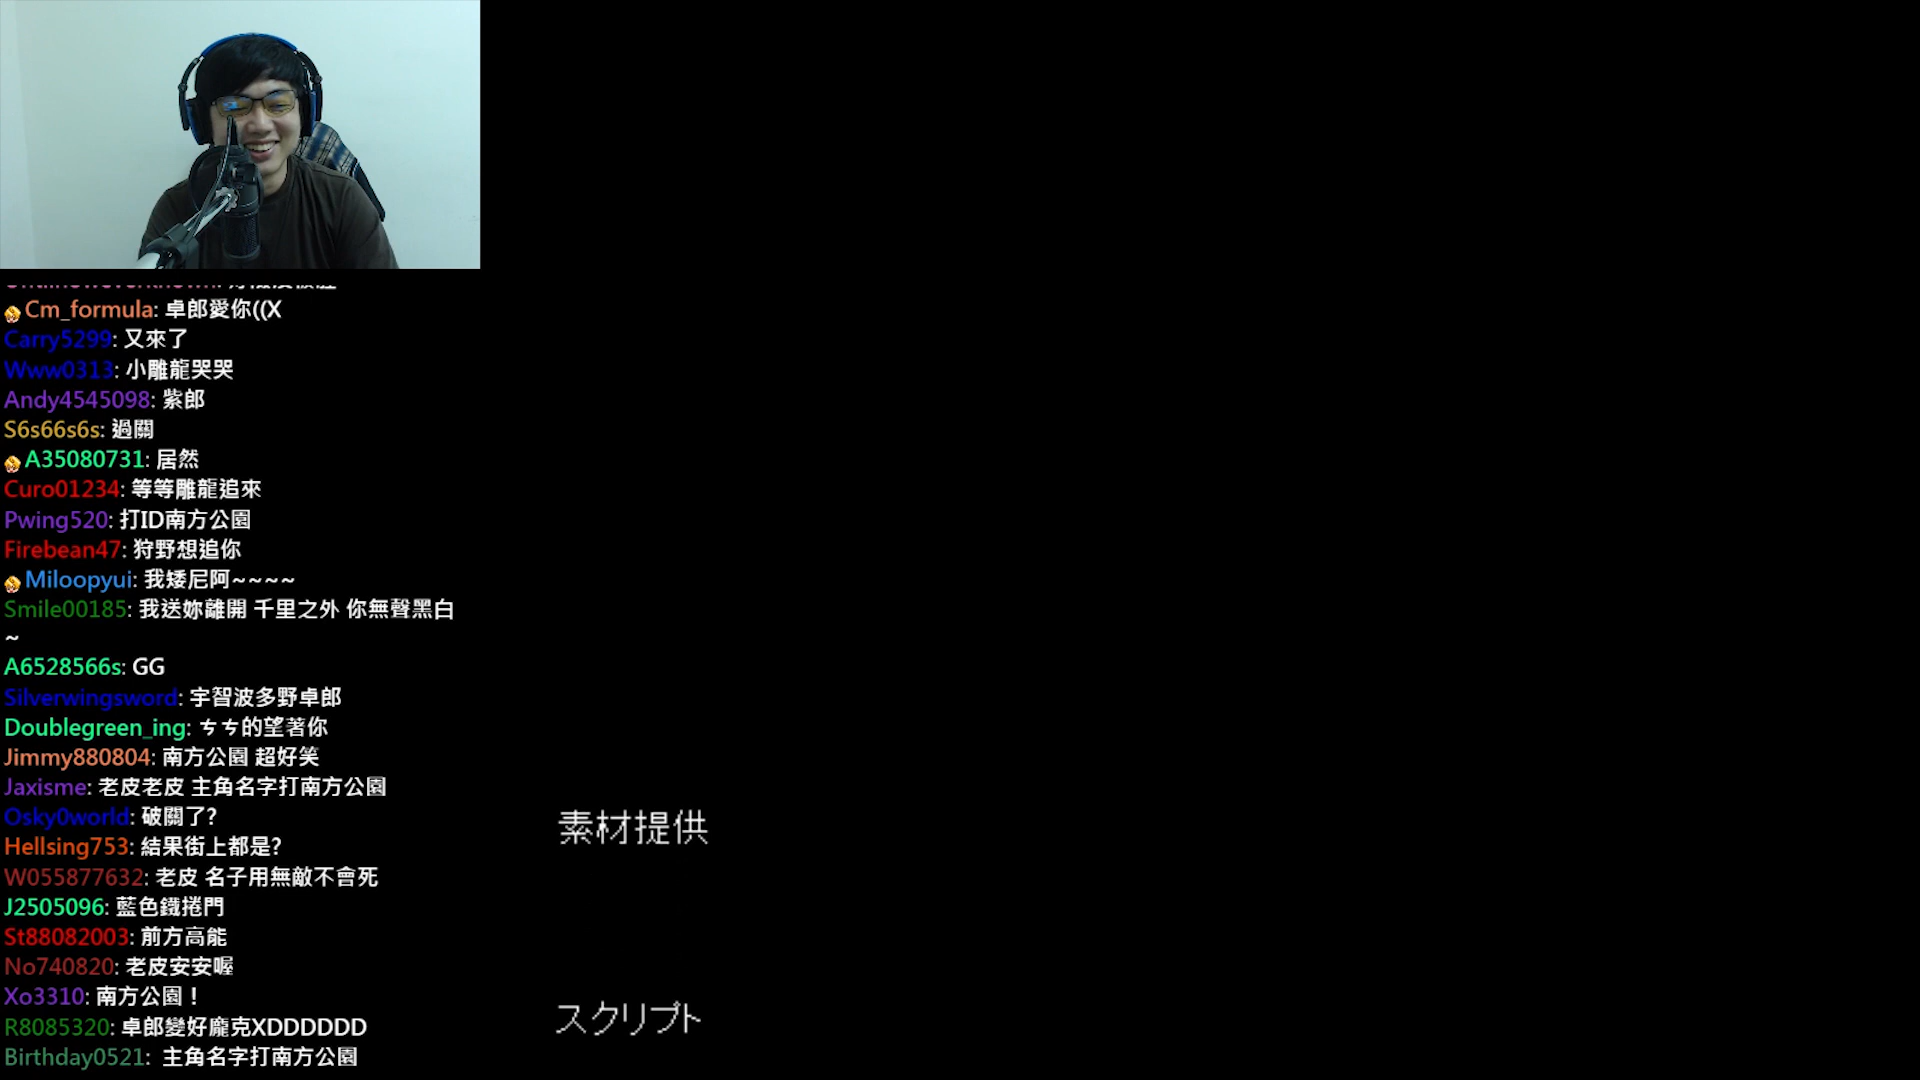 Cm_formula: 卓郎愛你((X
Carry5299: 又來了
Www0313: 小雕龍哭哭
Andy4545098: 紫郎
S6s66s6s: 過關
A35080731: 居然
Curo01234: 等等雕龍追來
Pwing520: 打ID南方公園
Firebean47: 狩野想追你
Miloopyui: 我矮尼阿~~~~
Smile00185: 我送妳離開 千里之外 你無聲黑白
~
A6528566s: GG
Silverwingsword: 宇智波多野卓郎
Doublegreen_ing: ㄘㄘ的望著你
Jimmy880804: 南方公園 超好笑
Jaxisme: 老皮老皮 主角名字打南方公園
Osky0world: 破關了?
素材提供
Hellsing753: 結果街上都是?
W055877632: 老皮 名子用無敵不會死
J2505096: 藍色鐵捲門
St88082003: 前方高能
No740820: 老皮安安喔
Xo3310: 南方公園！
スクリプト
R8085320: 卓郎變好龐克XDDDDDD
Birthday0521: 主角名字打南方公園